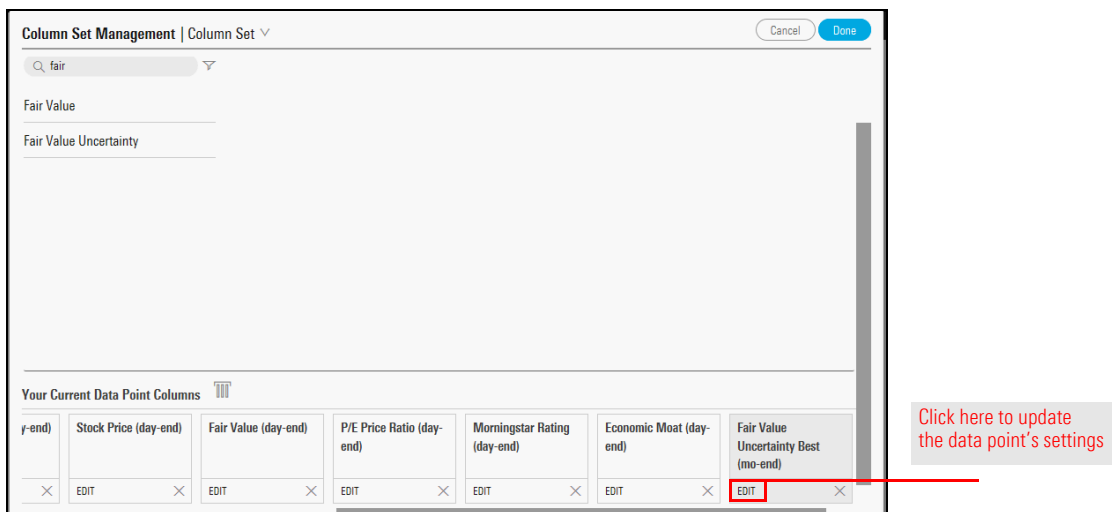 Column Set Management | Column Set
Cancel
Done
fair
Fair Value
Fair Value Uncertainty
Your Current Data Point Columns
y-end)
Stock Price (day-end)
Fair Value (day-end)
P/E Price Ratio (day-
end)
Morningstar Rating
(day-end)
Economic Moat (day-
end)
Fair Value
Uncertainty Best
(mo-end)
EDIT
EDIT
EDIT
EDIT
EDIT
EDIT
Click here to update
the data point's settings